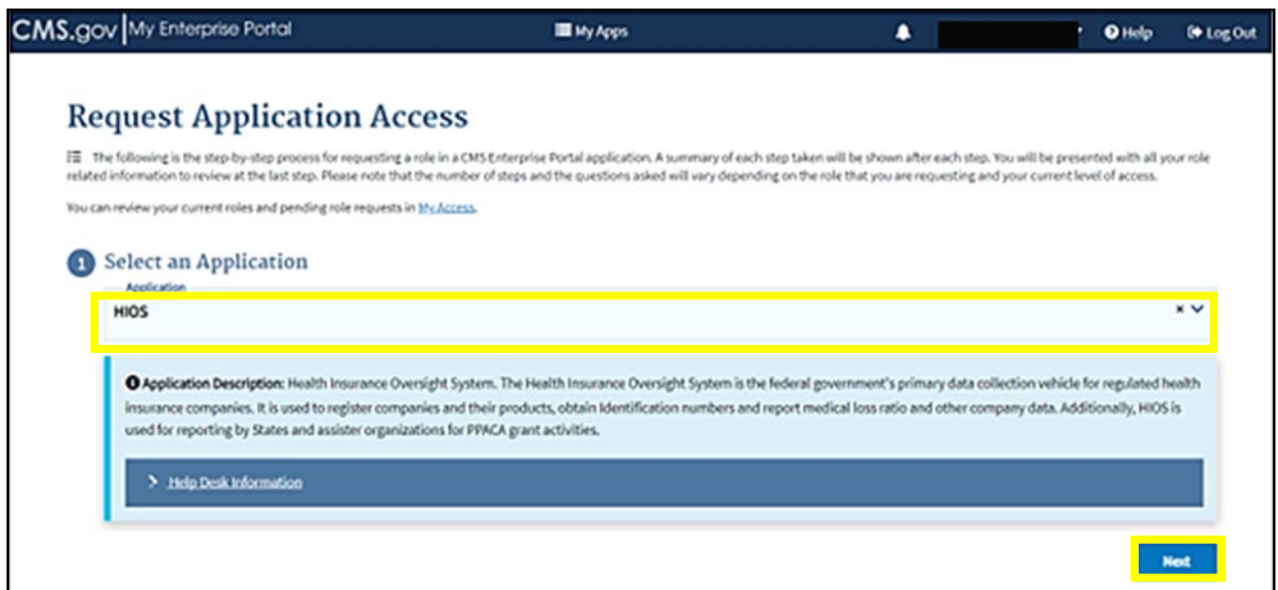 CMS.gov My Enterprise Portal My Apps Help Log Out
Request Application Access
The following is the step-by-step process for requesting a role in a CMS Enterprise Portal application. A summary of each step taken will be shown after each step. You will be presented with all your role
related information to review at the last step. Please note that the number of steps and the questions asked will vary depending on the role that you are requesting and your current level of access.
You can review your current roles and pending role requests in My Access.
1 Select an Application
Application
HIOS
Application Description: Health Insurance Oversight System. The Health Insurance Oversight System is the federal government's primary data collection vehicle for regulated health
insurance companies. It is used to register companies and their products, obtain Identification numbers and report medical loss ratio and other company data. Additionally, HIOS is
used for reporting by States and assister organizations for PPACA grant activities.
Help Desk Information
Next